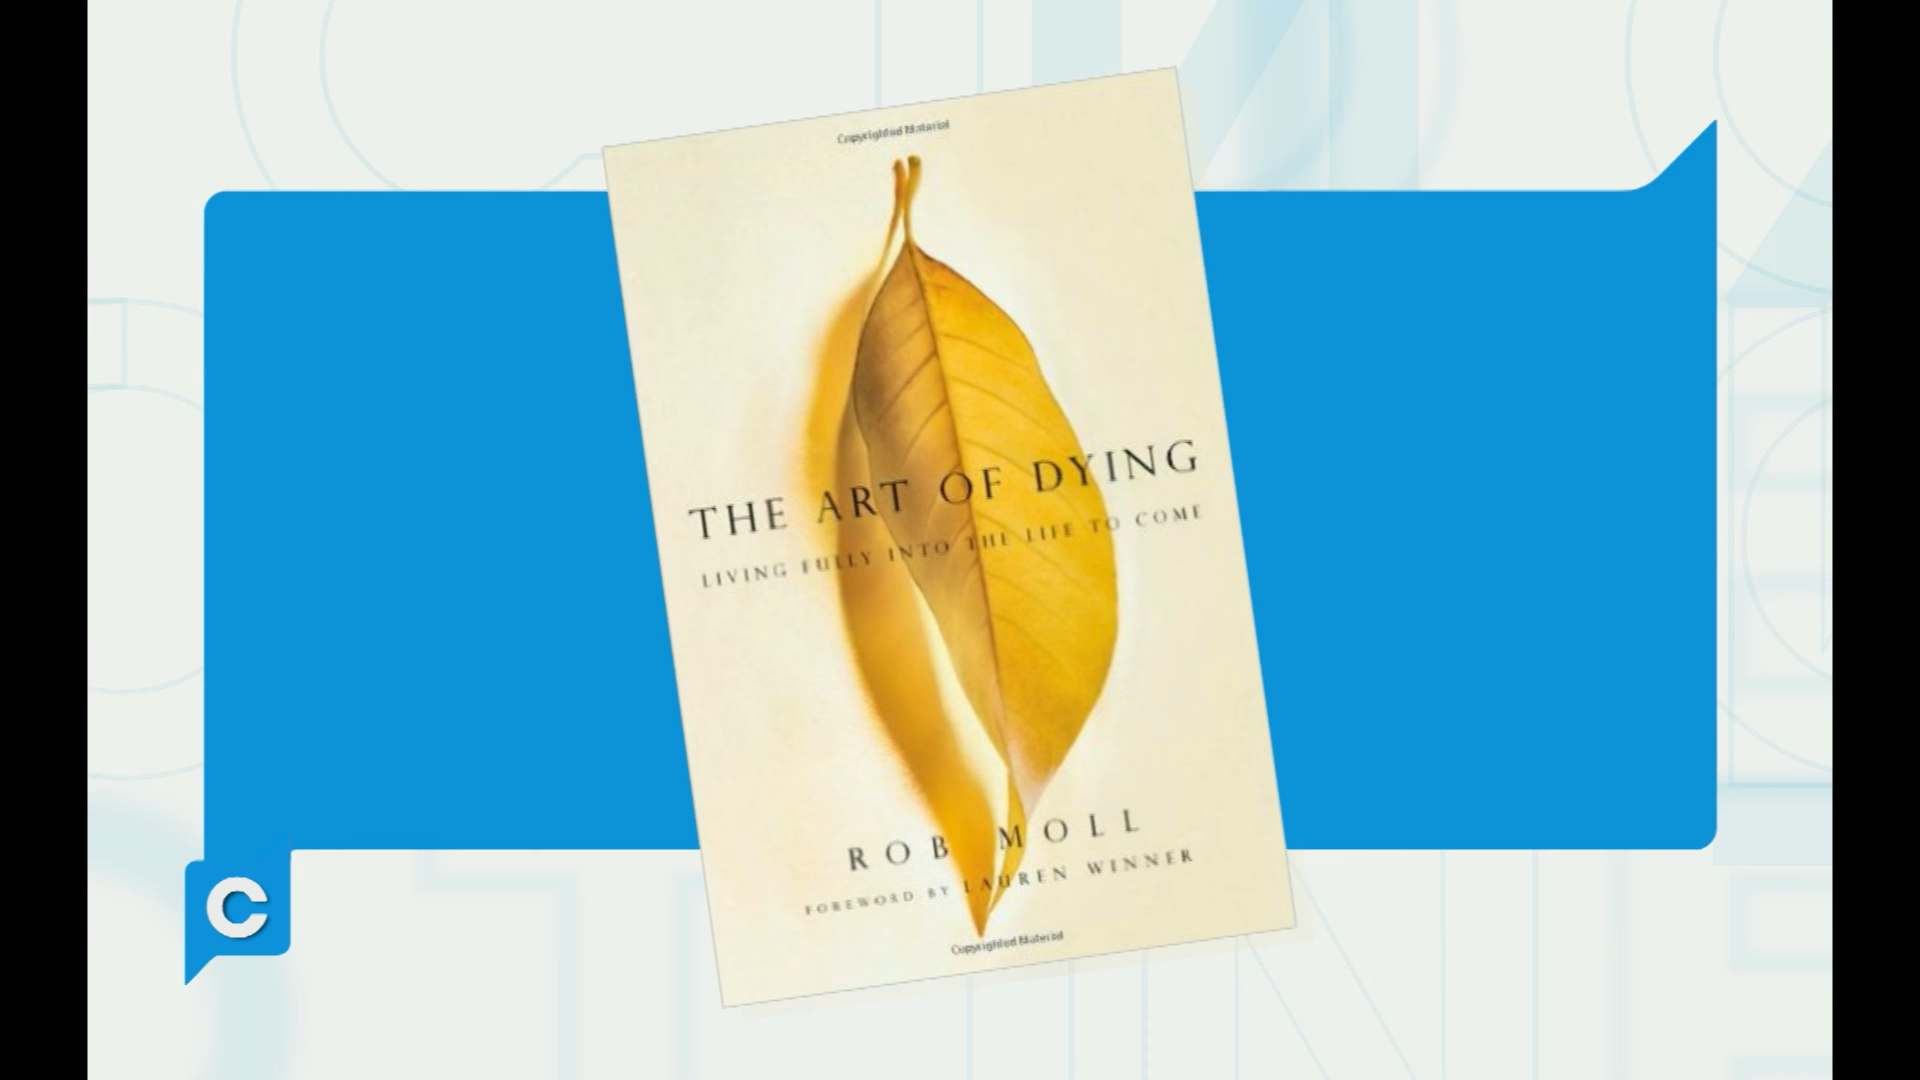 Copyrighted Material
THE ART OF DYING
LIVING FULLY INTO THE LIFE TO COME
ROB MOLL
FOREWORD BY LAUREN WINNER
Copyrighted Material
C